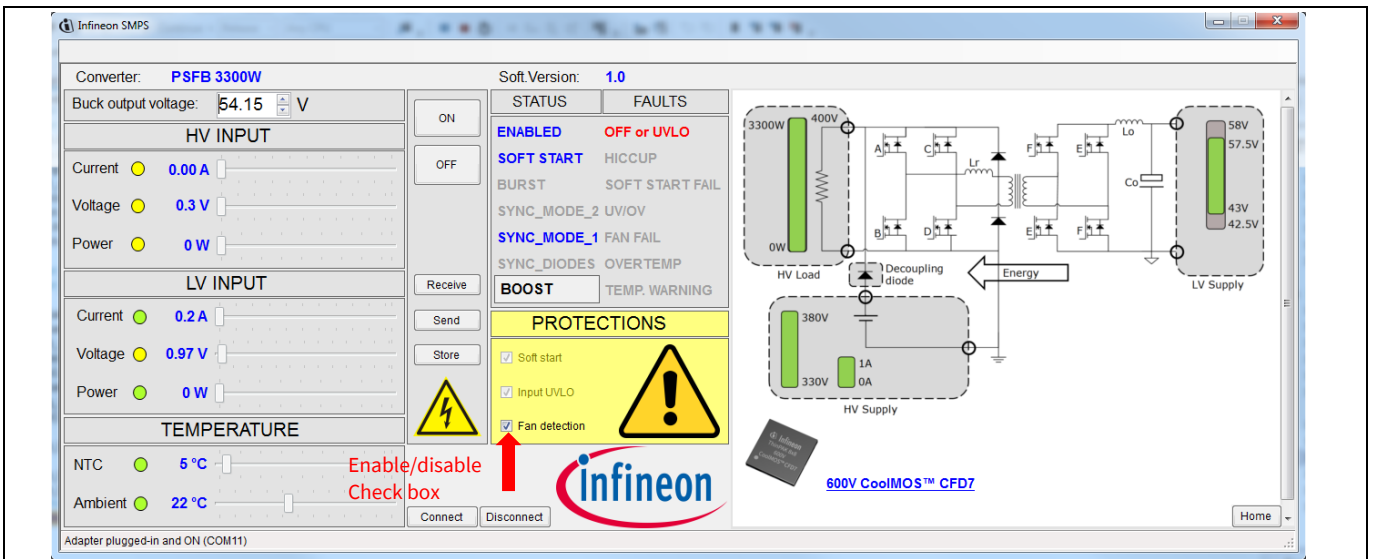 Infineon SMPS
Converter: PSFB 3300W
Soft.Version: 1.0
Buck output voltage: 54.15 V
HV INPUT
Current 0.00 A
Voltage 0.3 V
Power 0 W
LV INPUT
Current 0.2 A
Voltage 0.97 V
Power 0 W
TEMPERATURE
NTC 5 °C
Ambient 22 °C
ON
OFF
Receive
Send
Store
Connect
Disconnect
Enable/disable
Check box
STATUS FAULTS
ENABLED OFF or UVLO
SOFT START HICCUP
BURST SOFT START FAIL
SYNC_MODE_2 UV/OV
SYNC_MODE_1 FAN FAIL
SYNC_DIODES OVERTEMP
BOOST TEMP. WARNING
PROTECTIONS
Soft start
Input UVLO
Fan detection
infineon
3300W 400V
0W
HV Load
A C
B D
Lr
F E
E F
Lo
Co
58V
57.5V
43V
42.5V
LV Supply
Decoupling
diode
Energy
380V
330V
1A
0A
HV Supply
600V CoolMOS™ CFD7
Home
Adapter plugged-in and ON (COM11)